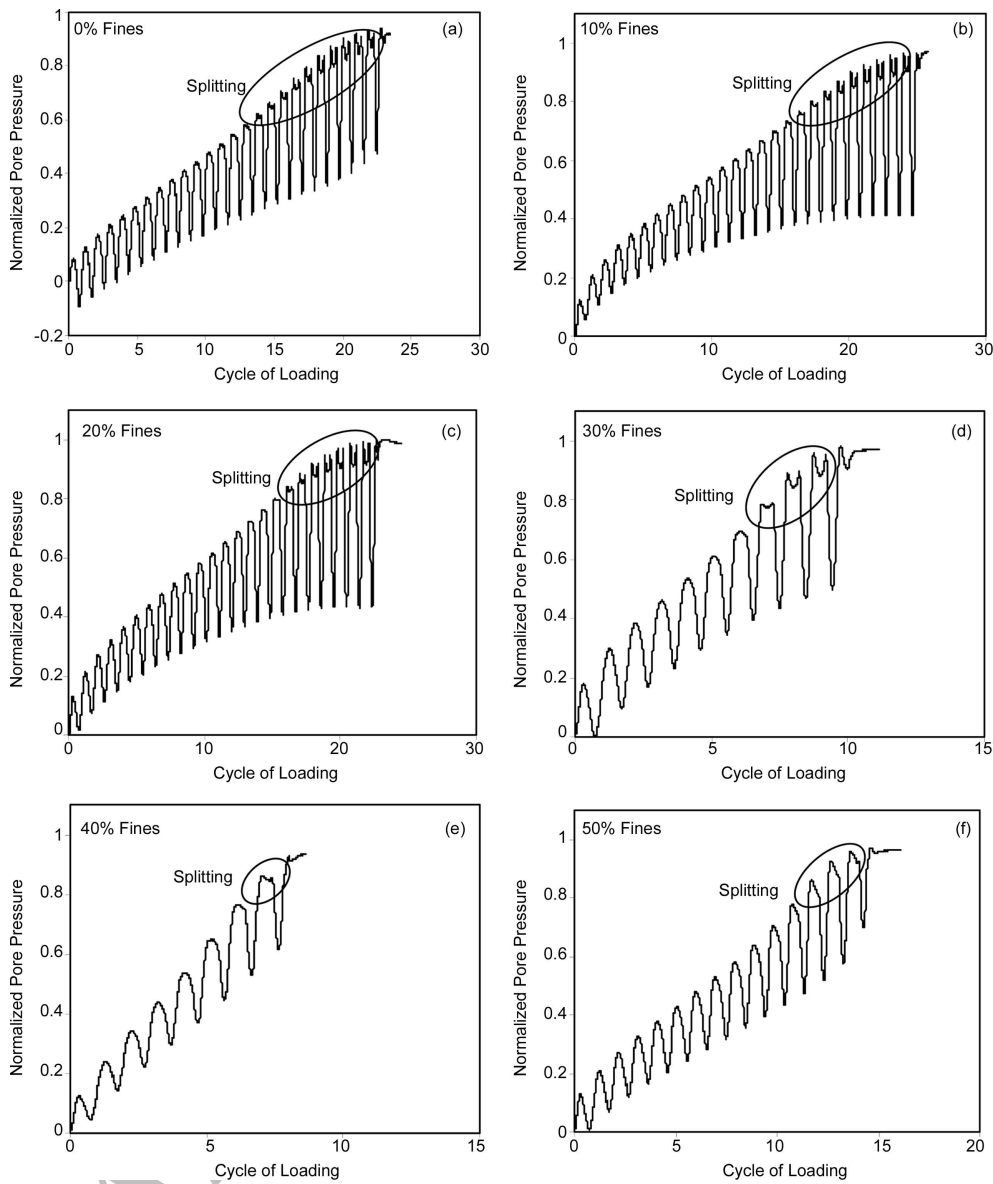 0% Fines
(a)
Splitting
Normalized Pore Pressure
1
0.8
0.6
0.4
0.2
0
-0.2
0
5
10
15
20
25
30
Cycle of Loading
10% Fines
(b)
Splitting
Normalized Pore Pressure
1
0.8
0.6
0.4
0.2
0
0
10
20
30
Cycle of Loading
20% Fines
(c)
Splitting
Normalized Pore Pressure
1
0.8
0.6
0.4
0.2
0
0
10
20
30
Cycle of Loading
30% Fines
(d)
Splitting
Normalized Pore Pressure
1
0.8
0.6
0.4
0.2
0
0
5
10
15
Cycle of Loading
40% Fines
(e)
Splitting
Normalized Pore Pressure
1
0.8
0.6
0.4
0.2
0
0
5
10
15
Cycle of Loading
50% Fines
(f)
Splitting
Normalized Pore Pressure
1
0.8
0.6
0.4
0.2
0
0
5
10
15
20
Cycle of Loading